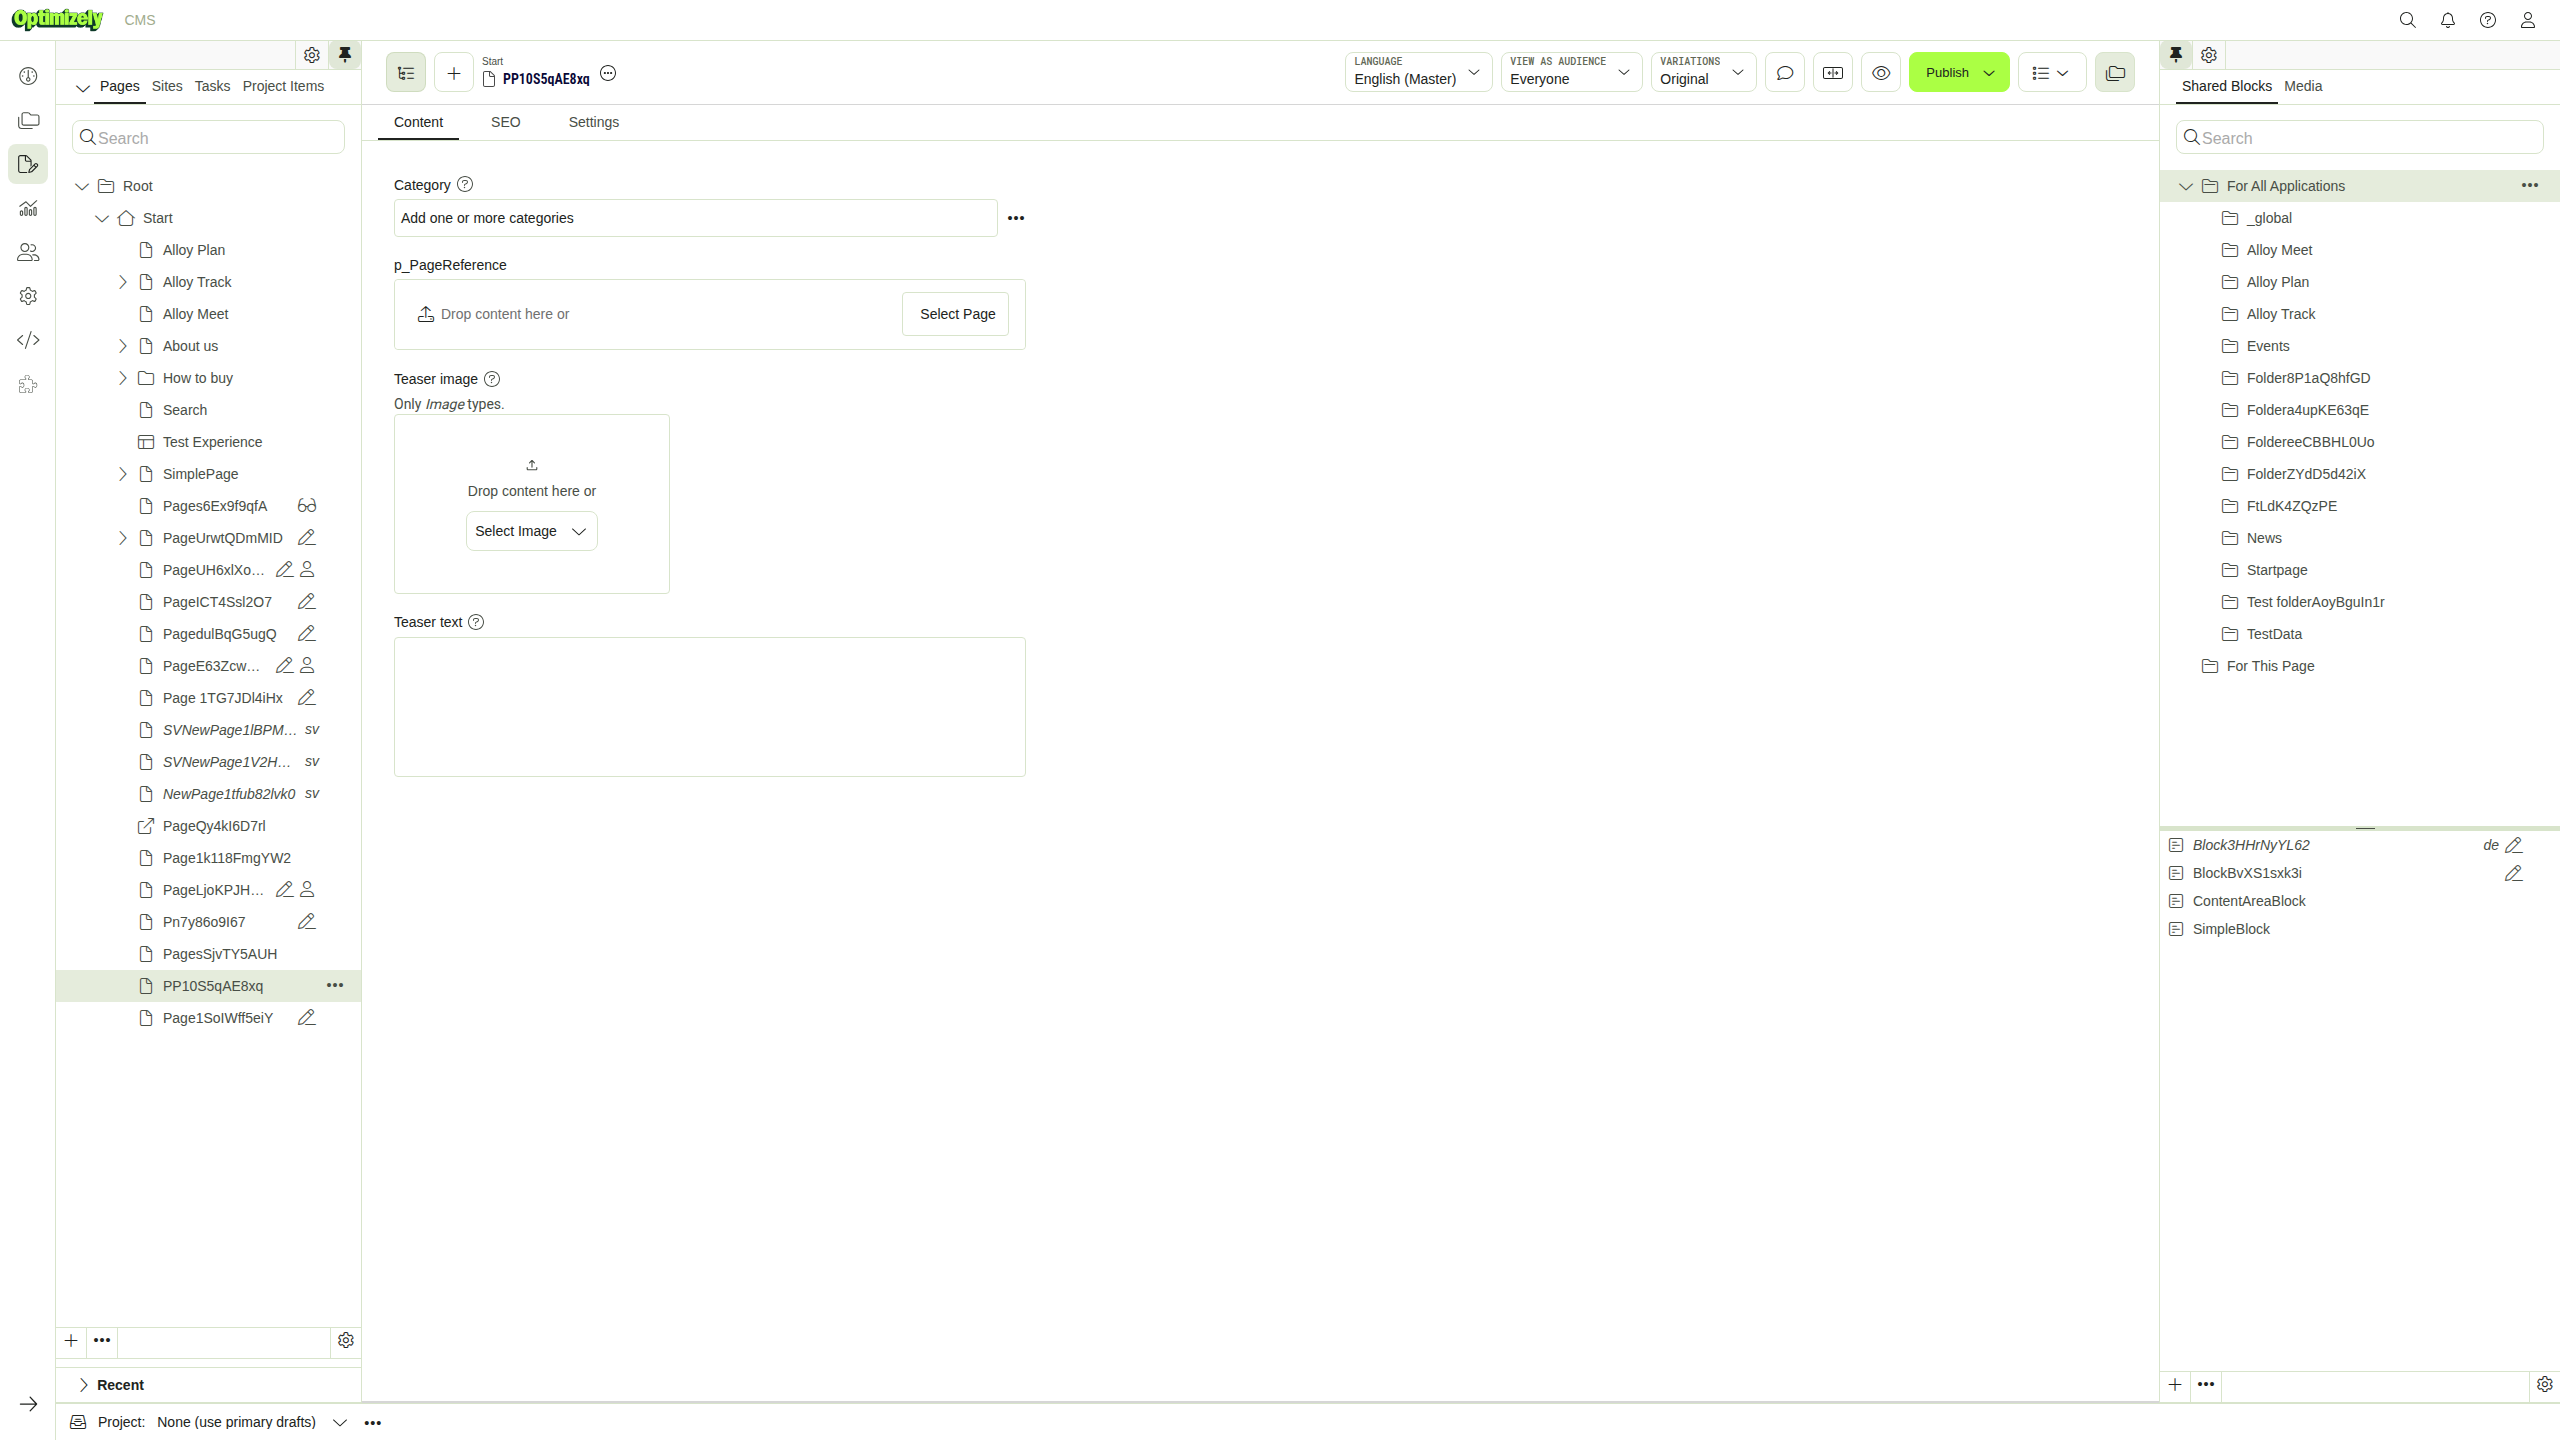 Optimizely CMS
Pages Sites Tasks Project Items
Search
Root
Start
Alloy Plan
Alloy Track
Alloy Meet
About us
How to buy
Search
Test Experience
SimplePage
Pages6Ex9f9qfA
PageUrwtQDmMID
PageUH6xlXo...
PageICT4Ssl2O7
PagedulBqG5ugQ
PageE63Zcw...
Page 1TG7JDl4iHx
SVNewPage1lBPM... sv
SVNewPage1V2H... sv
NewPage1tfub82lvk0 sv
PageQy4kI6D7rl
Page1k118FmgYW2
PageLjoKPJH...
Pn7y86o9I67
PagesSjvTY5AUH
PP10S5qAE8xq
Page1SoIWff5eiY
Recent
Project: None (use primary drafts)
Start
PP10S5qAE8xq
LANGUAGE
English (Master)
VIEW AS AUDIENCE
Everyone
VARIATIONS
Original
Publish
Content SEO Settings
Category
Add one or more categories
p_PageReference
Drop content here or Select Page
Teaser image
Only Image types.
Drop content here or
Select Image
Teaser text
Shared Blocks Media
Search
For All Applications
_global
Alloy Meet
Alloy Plan
Alloy Track
Events
Folder8P1aQ8hfGD
Foldera4upKE63qE
FoldereeCBBHL0Uo
FolderZYdD5d42iX
FtLdK4ZQzPE
News
Startpage
Test folderAoyBguIn1r
TestData
For This Page
Block3HHrNyYL62 de
BlockBvXS1sxk3i
ContentAreaBlock
SimpleBlock